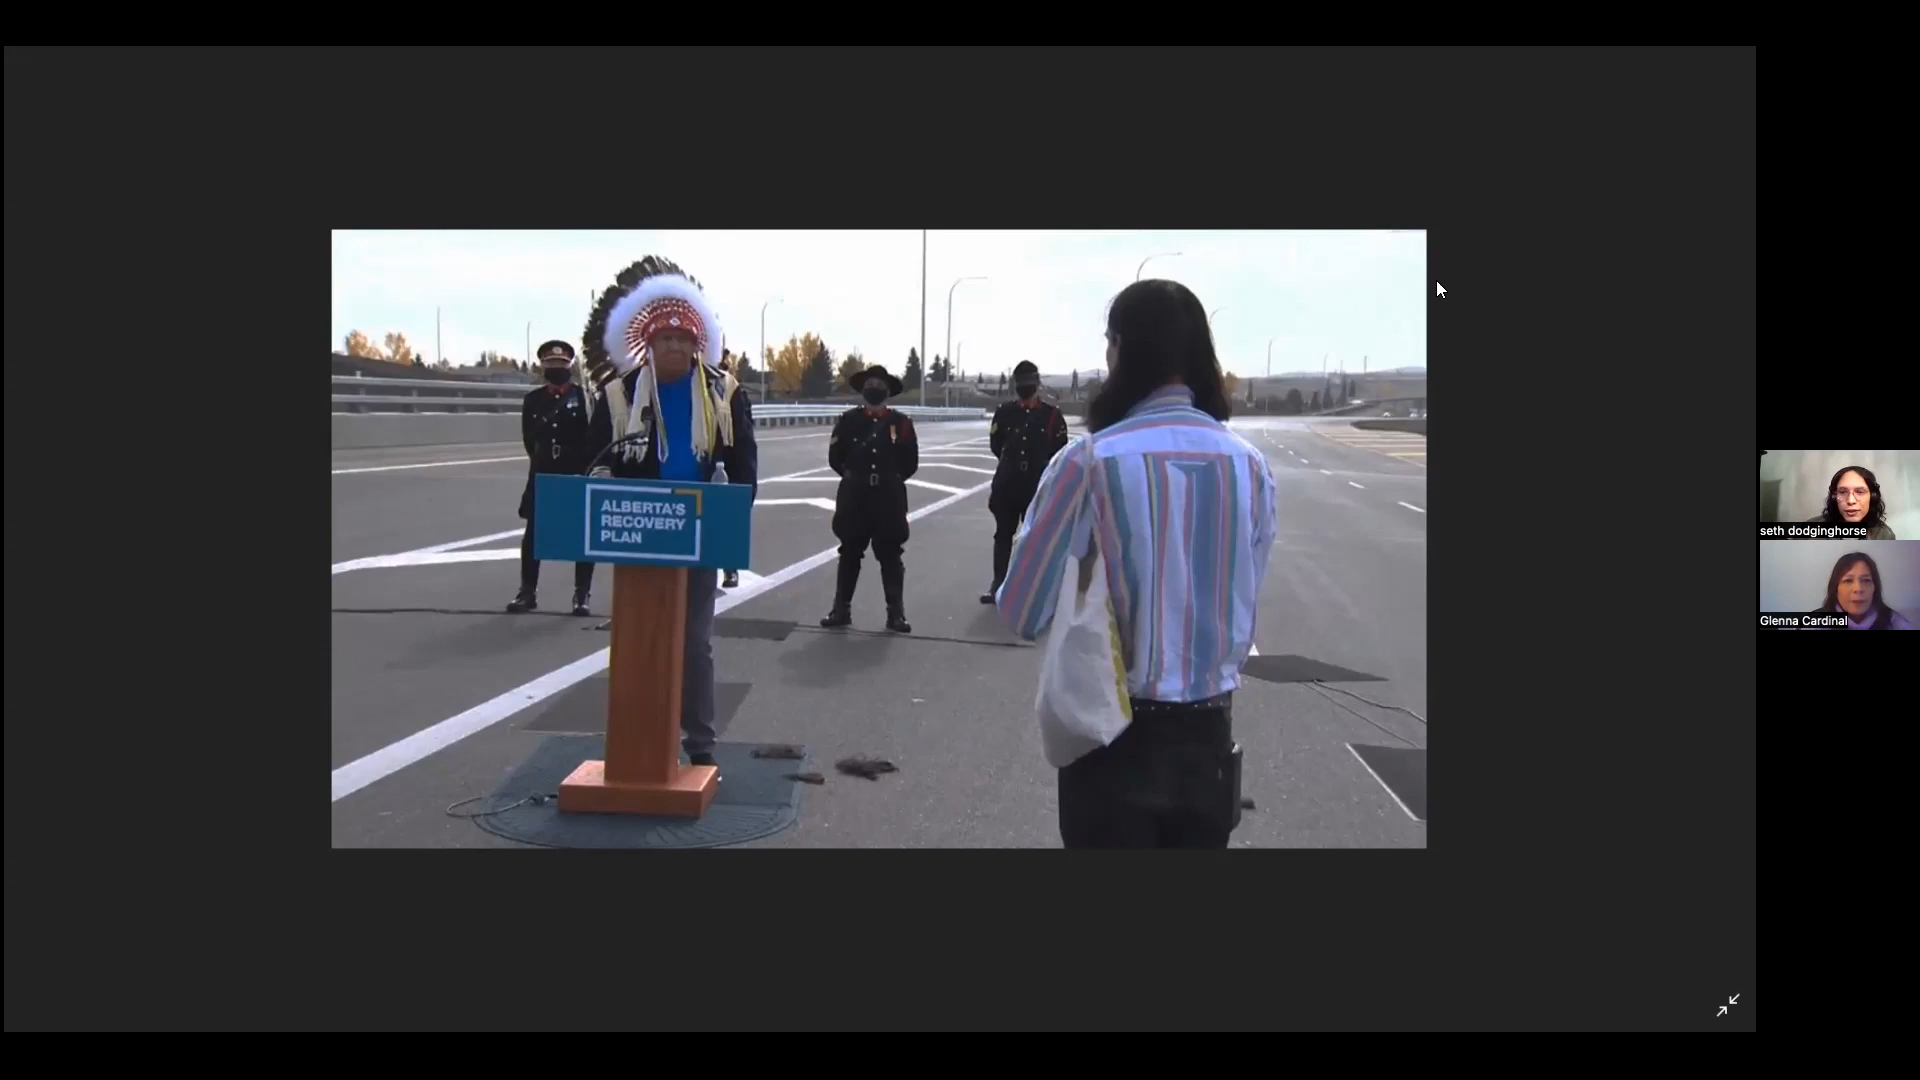 ALBERTA'S
RECOVERY
PLAN
seth dodginghorse
Glenna Cardinal